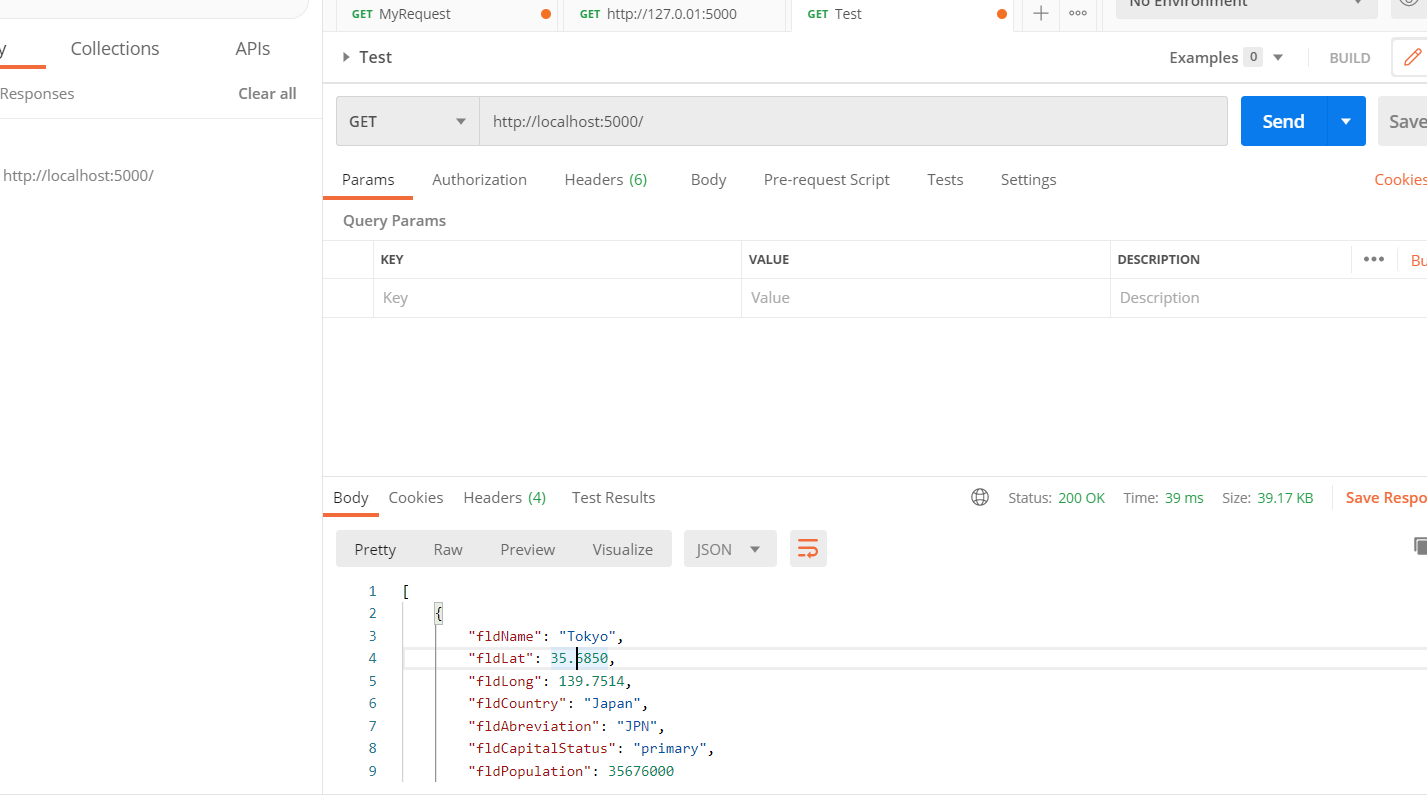 GET MyRequest GET http://127.0.01:5000 GET Test No Environment
Collections APIs
Test Examples 0 BUILD
Responses Clear all
GET http://localhost:5000/ Send Save
http://localhost:5000/
Params Authorization Headers (6) Body Pre-request Script Tests Settings Cookies
Query Params
KEY VALUE DESCRIPTION Bu
Key Value Description
Body Cookies Headers (4) Test Results Status: 200 OK Time: 39 ms Size: 39.17 KB Save Respo
Pretty Raw Preview Visualize JSON
1 [
2 {
3 "fldName": "Tokyo",
4 "fldLat": 35.6850,
5 "fldLong": 139.7514,
6 "fldCountry": "Japan",
7 "fldAbreviation": "JPN",
8 "fldCapitalStatus": "primary",
9 "fldPopulation": 35676000